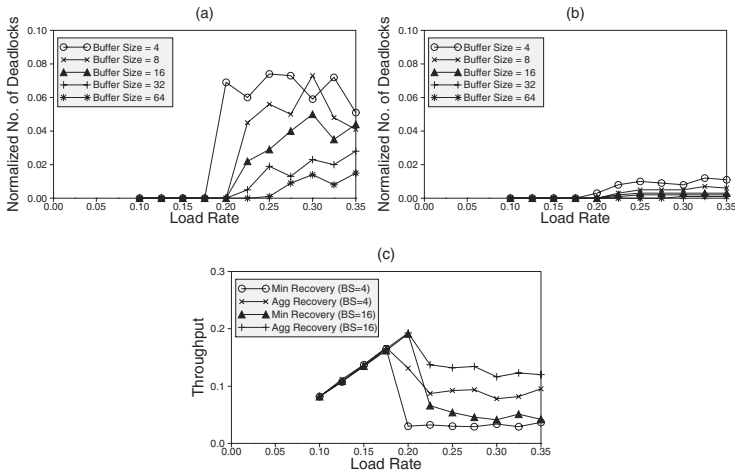 (a)
Normalized No. of Deadlocks
0.10
0.08
0.06
0.04
0.02
0.00
Buffer Size = 4
Buffer Size = 8
Buffer Size = 16
Buffer Size = 32
Buffer Size = 64
0.00 0.05 0.10 0.15 0.20 0.25 0.30 0.35
Load Rate
(b)
Normalized No. of Deadlocks
0.10
0.08
0.06
0.04
0.02
0.00
Buffer Size = 4
Buffer Size = 8
Buffer Size = 16
Buffer Size = 32
Buffer Size = 64
0.00 0.05 0.10 0.15 0.20 0.25 0.30 0.35
Load Rate
(c)
Throughput
0.3
0.2
0.1
0.0
Min Recovery (BS=4)
Agg Recovery (BS=4)
Min Recovery (BS=16)
Agg Recovery (BS=16)
0.00 0.05 0.10 0.15 0.20 0.25 0.30 0.35
Load Rate